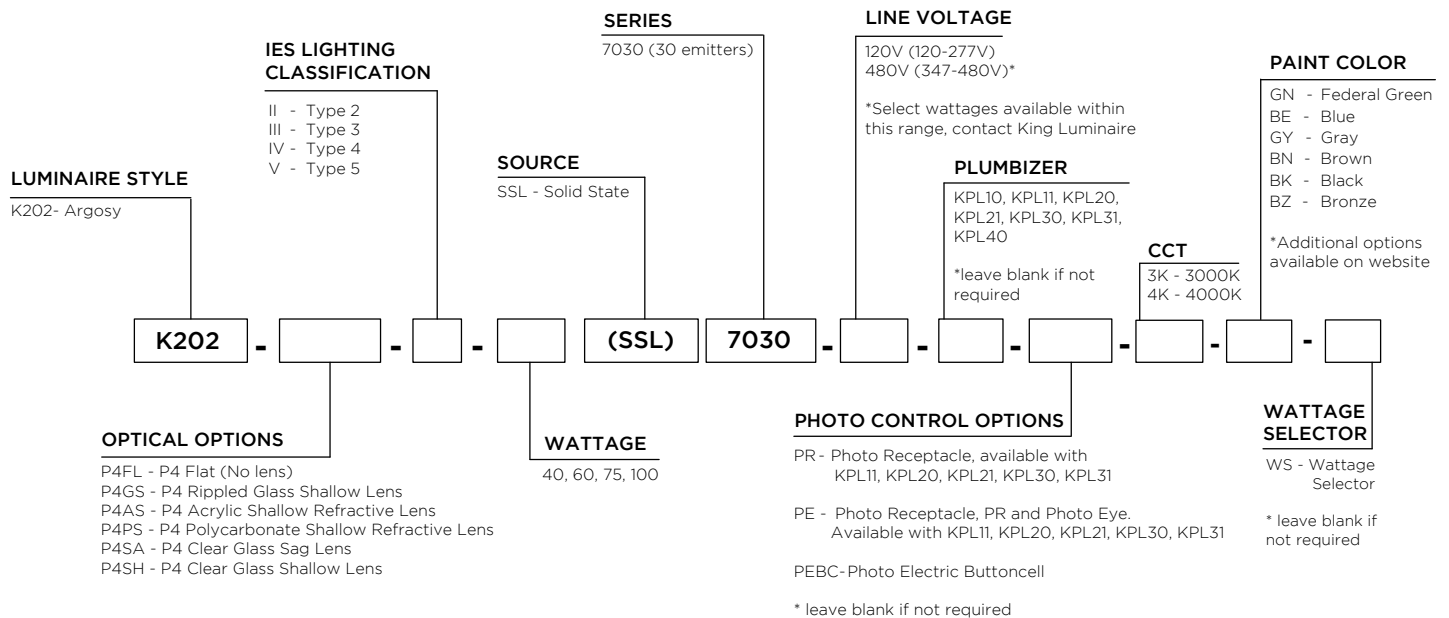 LUMINAIRE STYLE
K202- Argosy
IES LIGHTING
CLASSIFICATION
II - Type 2
III - Type 3
IV - Type 4
V - Type 5
SOURCE
SSL - Solid State
SERIES
7030 (30 emitters)
LINE VOLTAGE
120V (120-277V)
480V (347-480V)*
*Select wattages available within
this range, contact King Luminaire
PLUMBIZER
KPL10, KPL11, KPL20,
KPL21, KPL30, KPL31,
KPL40
*leave blank if not
required
CCT
3K - 3000K
4K - 4000K
PAINT COLOR
GN - Federal Green
BE - Blue
GY - Gray
BN - Brown
BK - Black
BZ - Bronze
*Additional options
available on website
K202 - - - (SSL) 7030 - - - - - -
OPTICAL OPTIONS
P4FL - P4 Flat (No lens)
P4GS - P4 Rippled Glass Shallow Lens
P4AS - P4 Acrylic Shallow Refractive Lens
P4PS - P4 Polycarbonate Shallow Refractive Lens
P4SA - P4 Clear Glass Sag Lens
P4SH - P4 Clear Glass Shallow Lens
WATTAGE
40, 60, 75, 100
PHOTO CONTROL OPTIONS
PR - Photo Receptacle, available with
KPL11, KPL20, KPL21, KPL30, KPL31
PE - Photo Receptacle, PR and Photo Eye.
Available with KPL11, KPL20, KPL21, KPL30, KPL31
PEBC-Photo Electric Buttoncell
* leave blank if not required
WATTAGE
SELECTOR
WS - Wattage
Selector
* leave blank if
not required